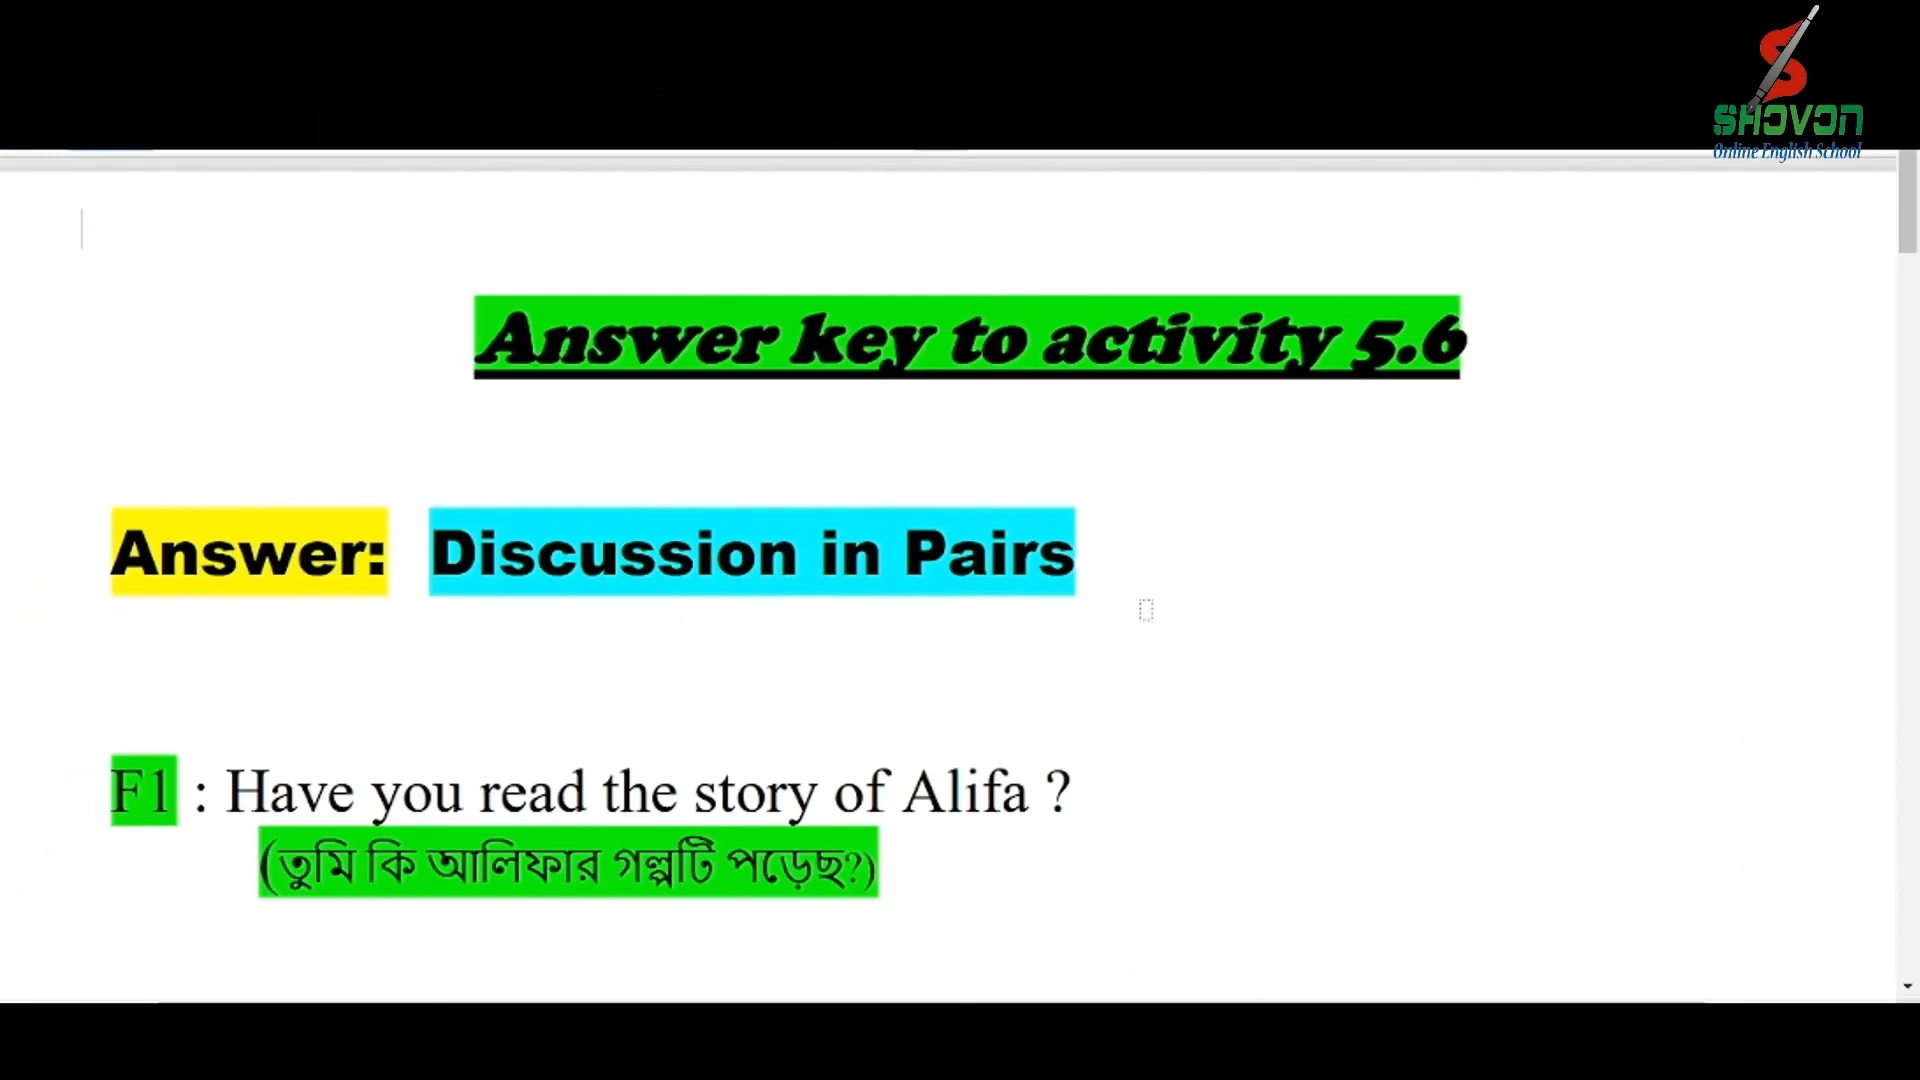 SHOVON
Online English School
Answer key to activity 5.6
Answer: Discussion in Pairs
F1 : Have you read the story of Alifa ?
(তুমি কি আলিফার গল্পটি পড়েছ?)